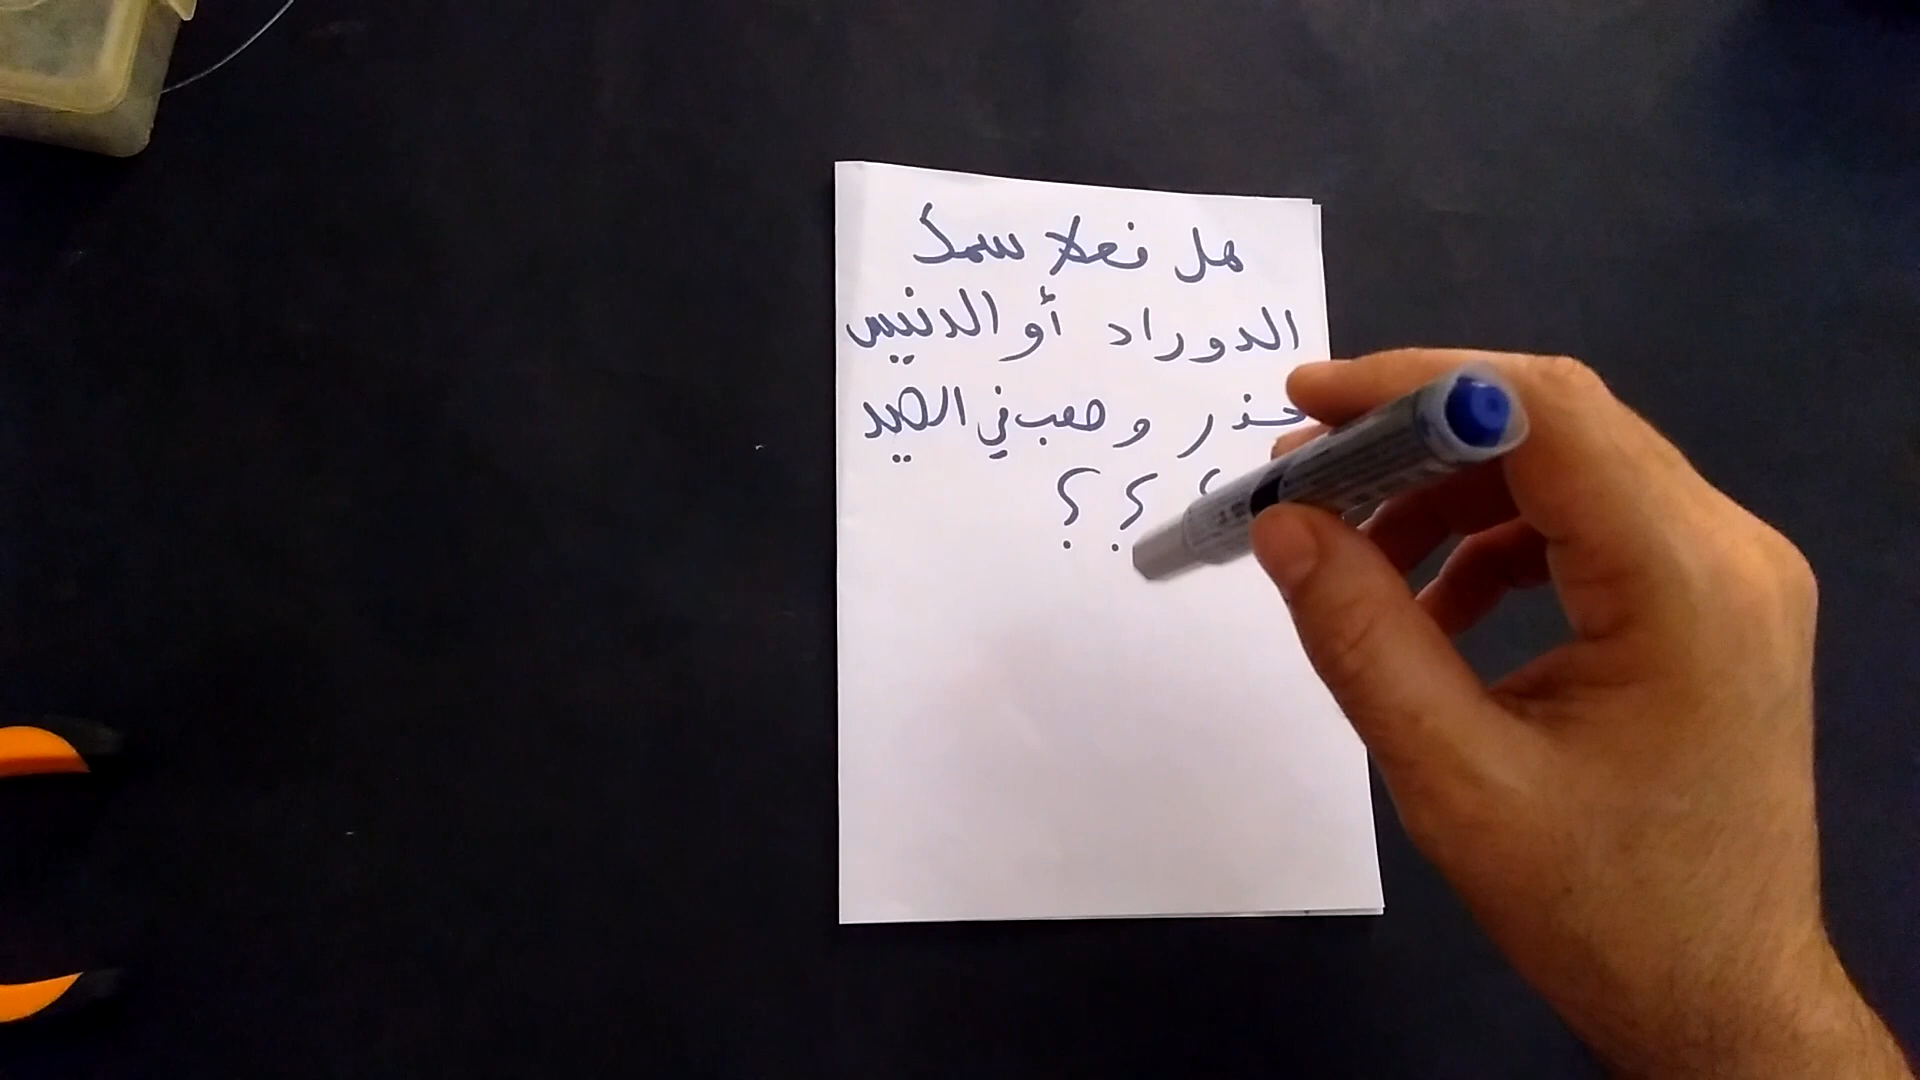 هل فعلا سمك
الدوراد أو الدنيس
حذر وصعب في الصيد
؟ ؟ ؟